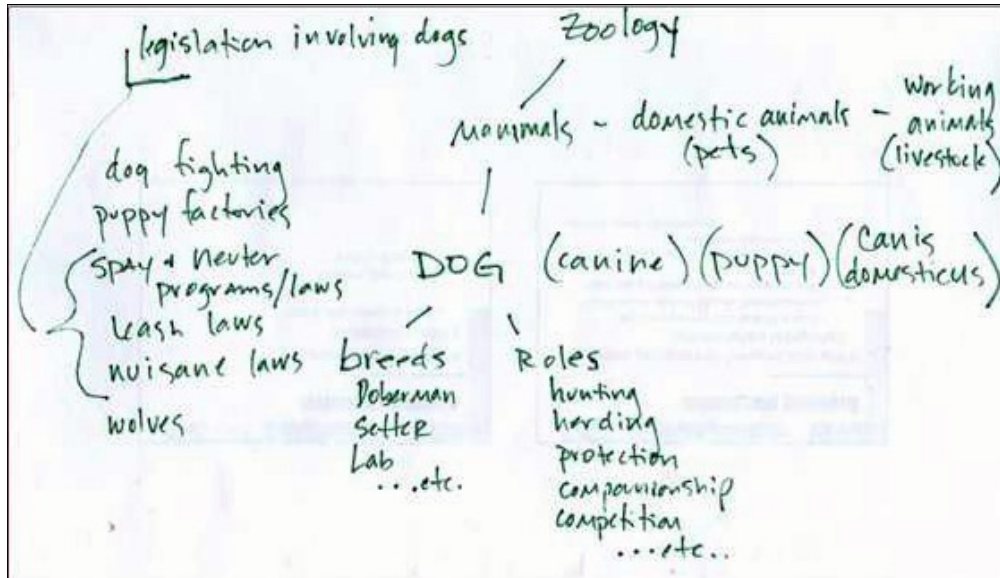 legislation involving dogs
Zoology
Mammals - domestic animals - working
(pets) animals
(livestock)
dog fighting
puppy factories
spay + neuter
programs/laws
leash laws
nuisane laws
wolves
DOG (canine) (puppy) (Canis
domesticus)
breeds
Doberman
Setter
Lab
...etc.
Roles
hunting
herding
protection
companionship
competition
...etc..